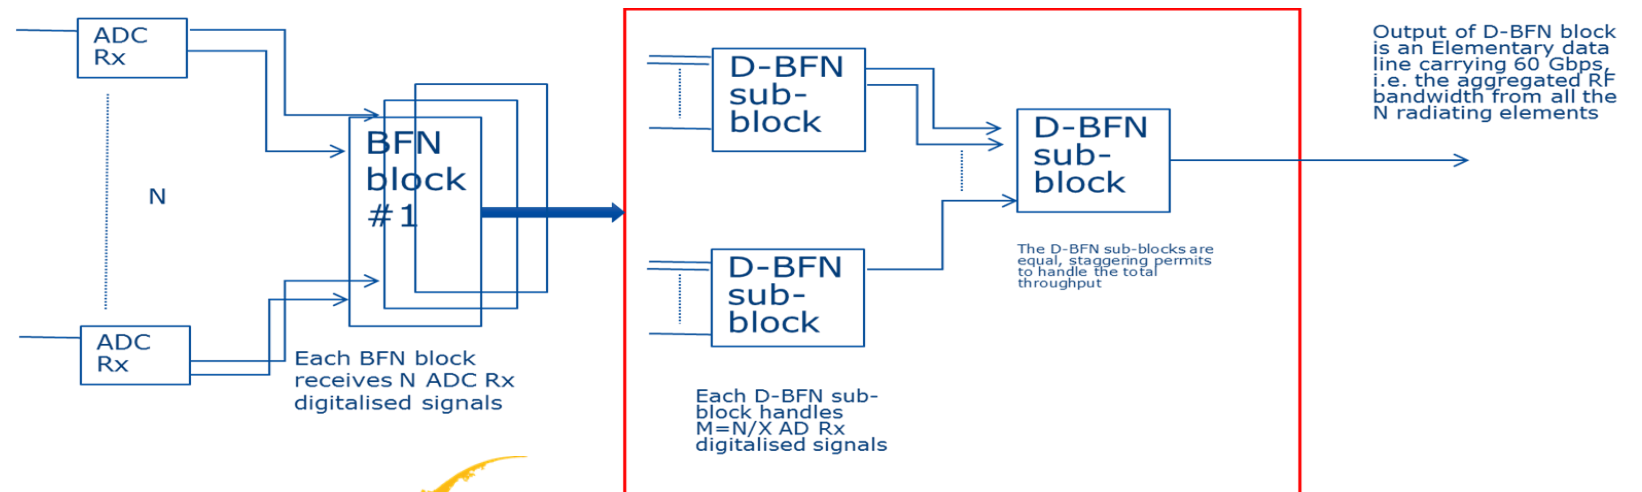 ADC
Rx
N
ADC
Rx
BFN
block
#1
Each BFN block
receives N ADC Rx
digitalised signals
D-BFN
sub-
block
D-BFN
sub-
block
Each D-BFN sub-
block handles
M=N/X AD Rx
digitalised signals
D-BFN
sub-
block
The D-BFN sub-blocks are
equal, staggering permits
to handle the total
throughput
Output of D-BFN block
is an Elementary data
line carrying 60 Gbps,
i.e. the aggregated RF
bandwidth from all the
N radiating elements